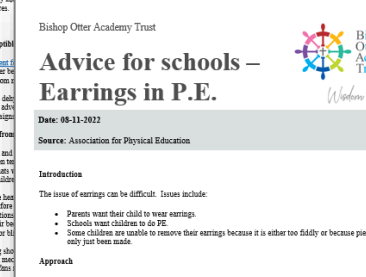 Bishop Otter Academy Trust
Advice for schools –
Earrings in P.E.
Wisdom
Date: 08-11-2022
Source: Association for Physical Education
Introduction
The issue of earrings can be difficult. Issues include:
• Parents want their child to wear earrings.
• Schools want children to do PE.
• Some children are unable to remove their earrings because it is either too fiddly or because pie
only just been made.
Approach